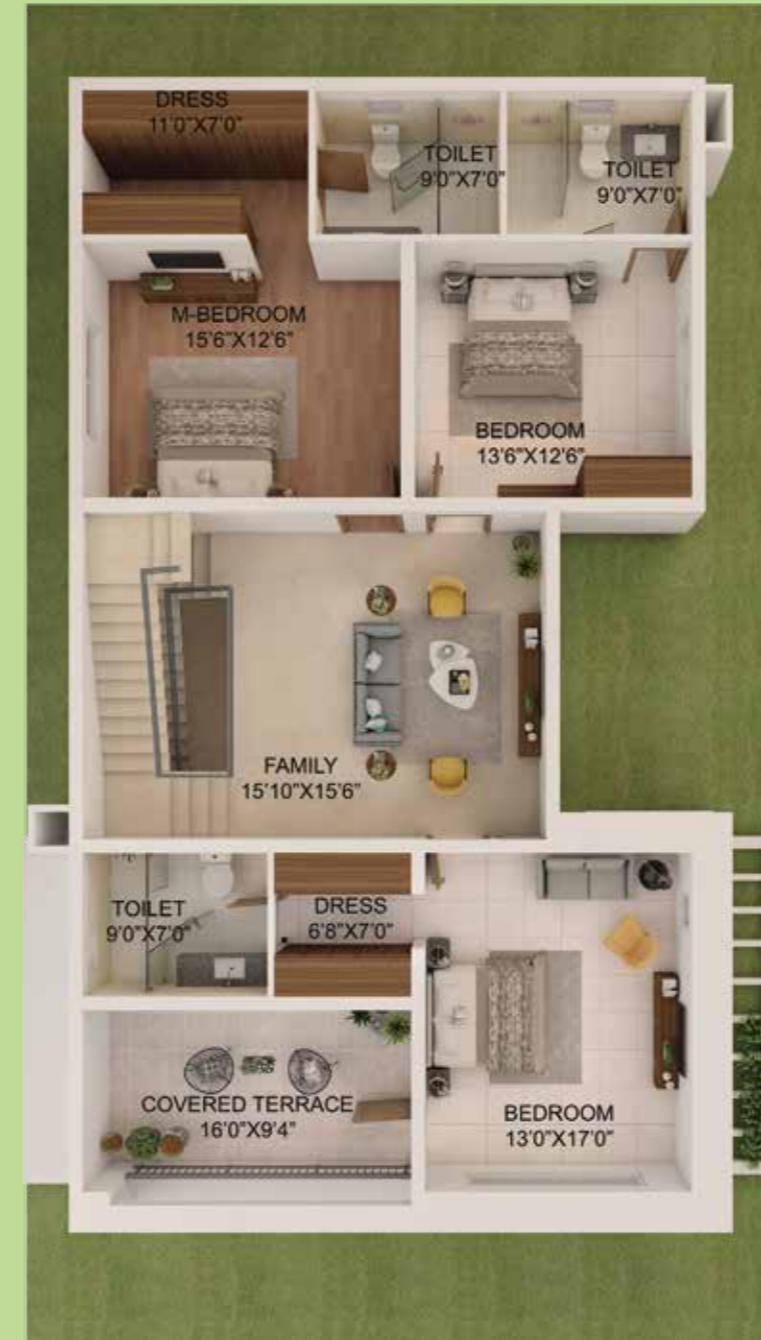 DRESS
11'0"X7'0"
TOILET
9'0"X7'0"
TOILET
9'0"X7'0"
M-BEDROOM
15'6"X12'6"
BEDROOM
13'6"X12'6"
FAMILY
15'10"X15'6"
TOILET
9'0"X7'0"
DRESS
6'8"X7'0"
COVERED TERRACE
16'0"X9'4"
BEDROOM
13'0"X17'0"